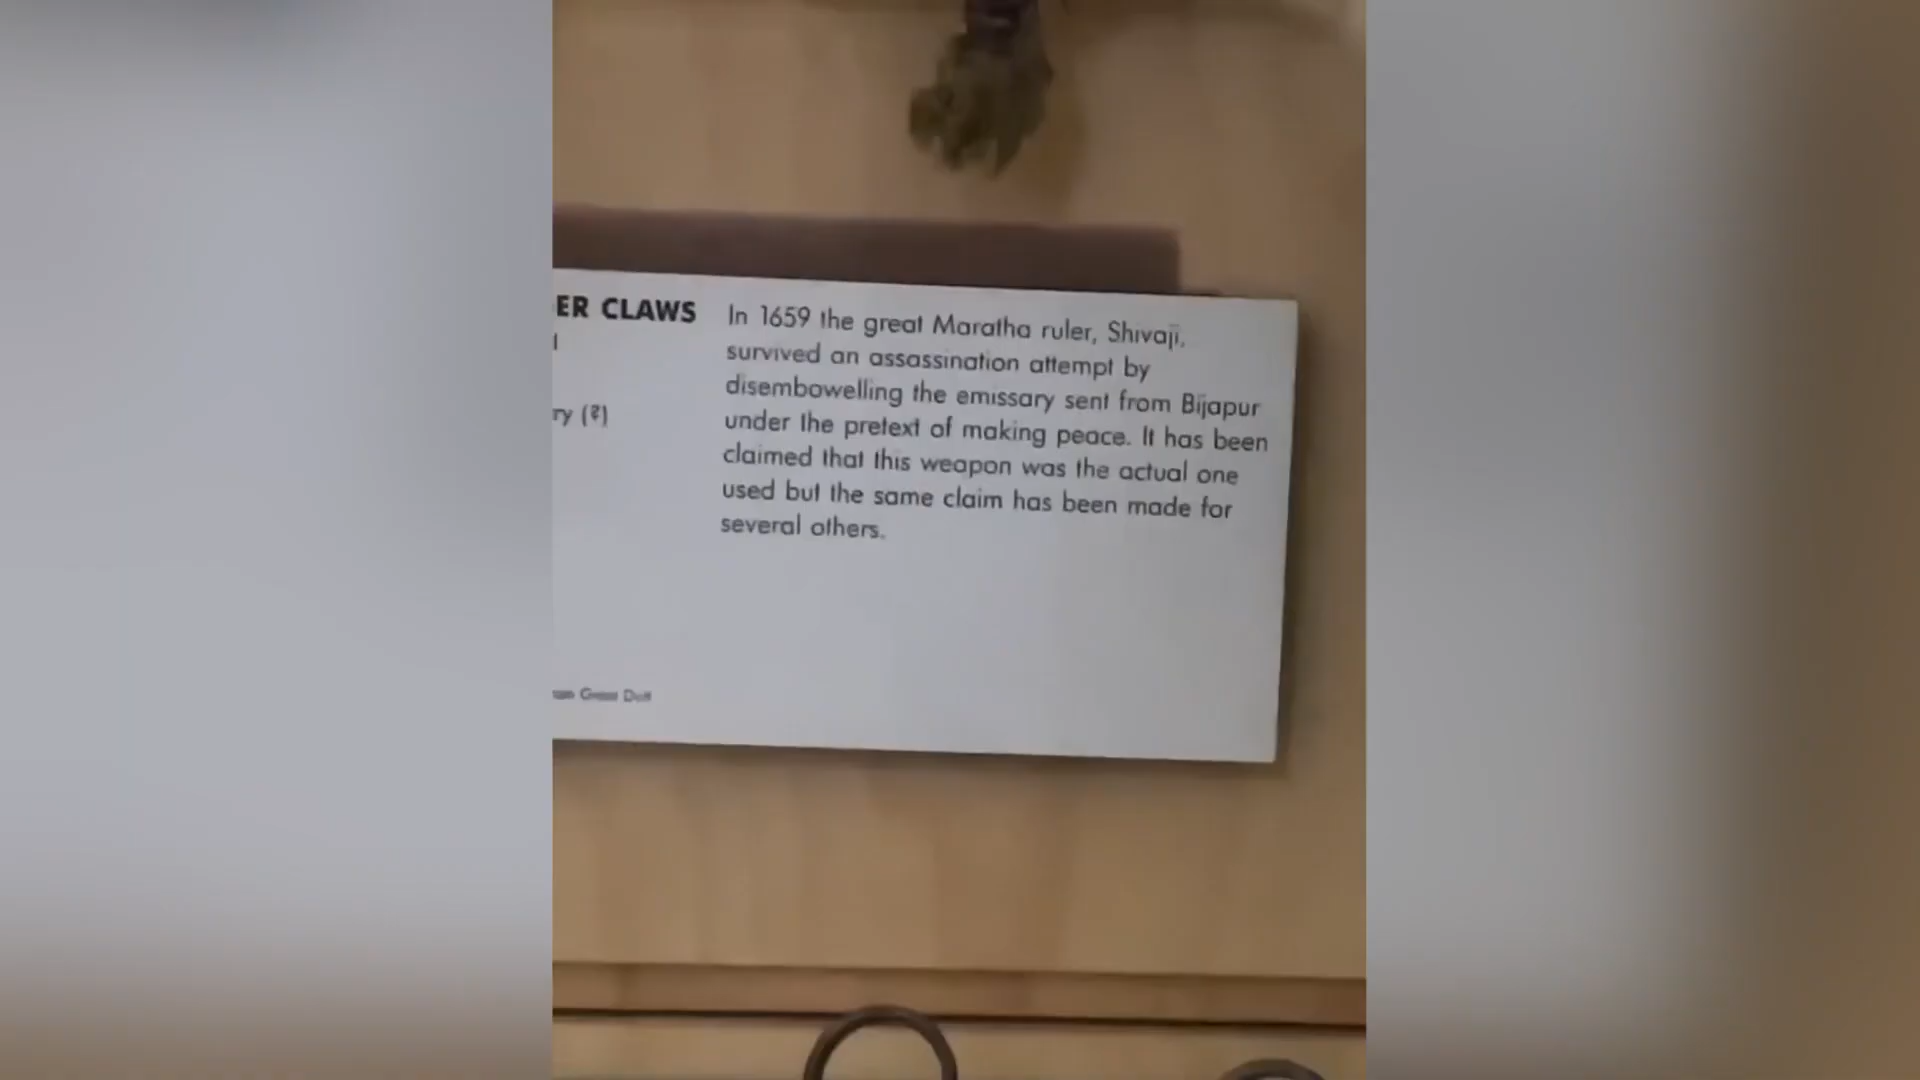 ER CLAWS
ry (?)
In 1659 the great Maratha ruler, Shivaji,
survived an assassination attempt by
disembowelling the emissary sent from Bijapur
under the pretext of making peace. It has been
claimed that this weapon was the actual one
used but the same claim has been made for
several others.